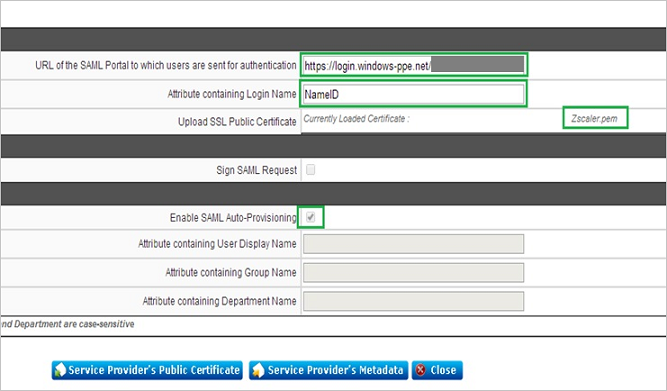 URL of the SAML Portal to which users are sent for authentication https://login.windows-ppe.net/
Attribute containing Login Name NameID
Upload SSL Public Certificate Currently Loaded Certificate : Zscaler.pem
Sign SAML Request
Enable SAML Auto-Provisioning
Attribute containing User Display Name
Attribute containing Group Name
Attribute containing Department Name
and Department are case-sensitive
Service Provider's Public Certificate Service Provider's Metadata Close